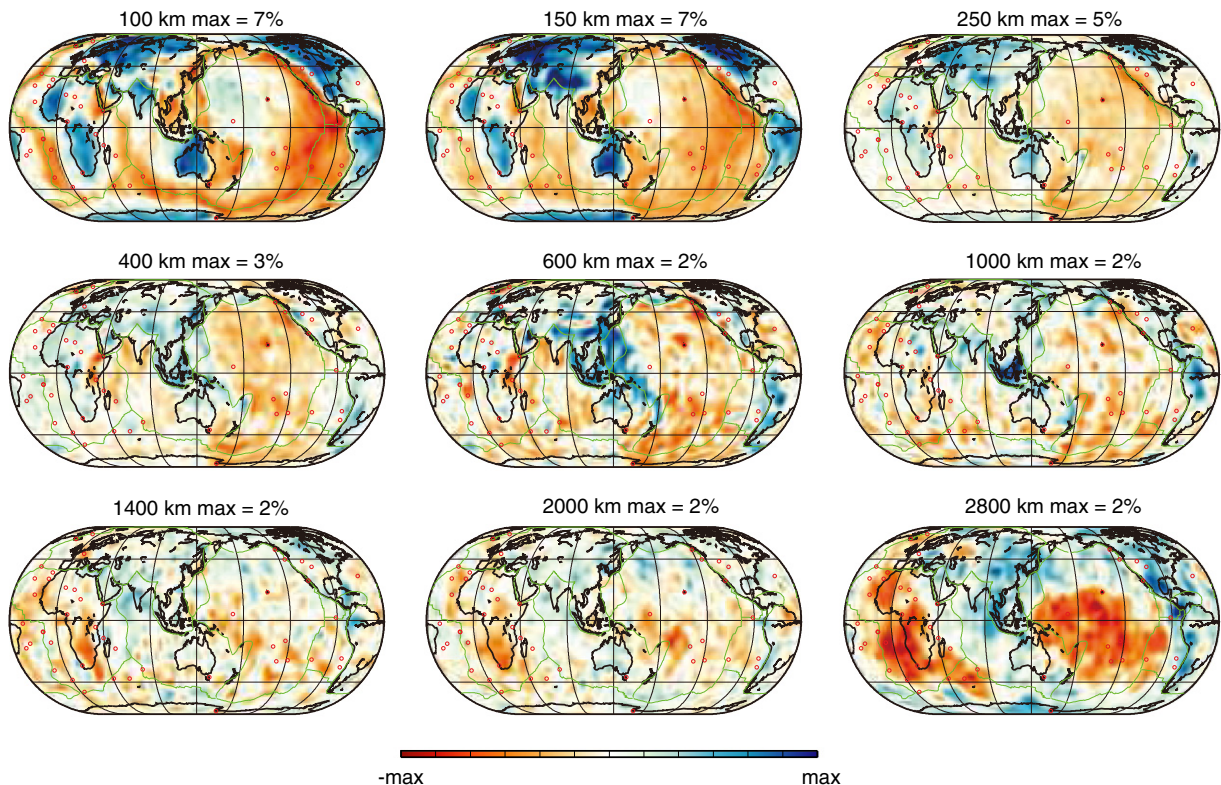 100 km max = 7%
150 km max = 7%
250 km max = 5%
400 km max = 3%
600 km max = 2%
1000 km max = 2%
1400 km max = 2%
2000 km max = 2%
2800 km max = 2%
-max
max